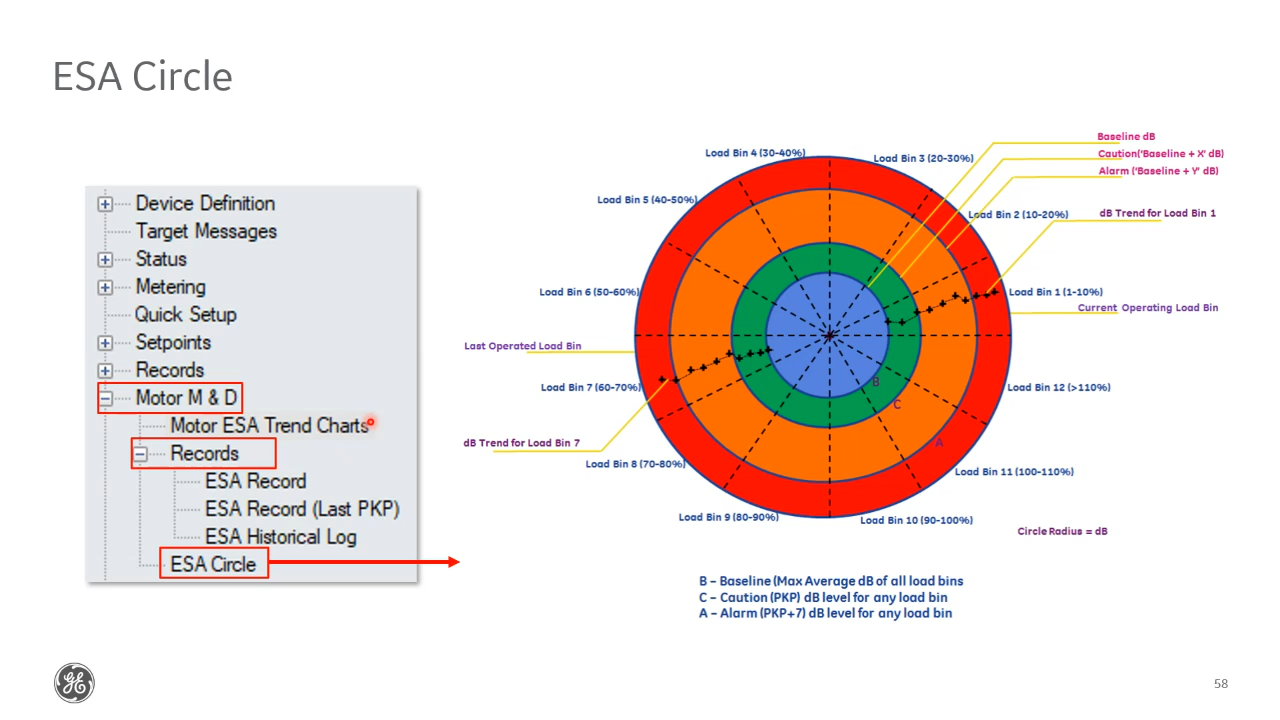 ESA Circle
Device Definition
Target Messages
Status
Metering
Quick Setup
Setpoints
Records
Motor M & D
Motor ESA Trend Charts
Records
ESA Record
ESA Record (Last PKP)
ESA Historical Log
ESA Circle
Baseline dB
Caution('Baseline + X' dB)
Alarm ('Baseline + Y' dB)
dB Trend for Load Bin 1
Load Bin 4 (30-40%)
Load Bin 3 (20-30%)
Load Bin 5 (40-50%)
Load Bin 2 (10-20%)
Load Bin 6 (50-60%)
Load Bin 1 (1-10%)
Current Operating Load Bin
Last Operated Load Bin
Load Bin 7 (60-70%)
Load Bin 12 (>110%)
B
C
A
dB Trend for Load Bin 7
Load Bin 8 (70-80%)
Load Bin 11 (100-110%)
Load Bin 9 (80-90%)
Load Bin 10 (90-100%)
Circle Radius = dB
B – Baseline (Max Average dB of all load bins
C – Caution (PKP) dB level for any load bin
A – Alarm (PKP+7) dB level for any load bin
GE
58